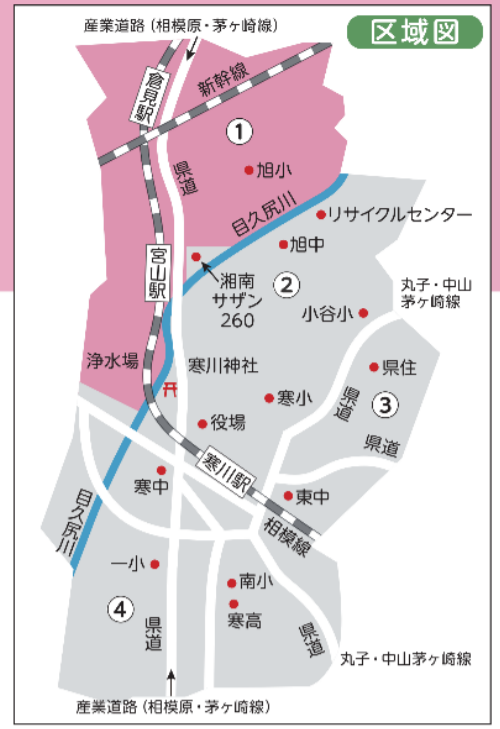 産業道路(相模原・茅ヶ崎線)
区域図
倉見駅
新幹線
①
県道
旭小
目久尻川
リサイクルセンター
旭中
宮山駅
湘南
サザン
260
②
丸子・中山
茅ヶ崎線
小谷小
浄水場
寒川神社
県住
県道
③
寒小
役場
県道
寒川駅
寒中
東中
目久尻川
相模線
一小
南小
④
寒高
県道
県道
丸子・中山茅ヶ崎線
産業道路(相模原・茅ヶ崎線)